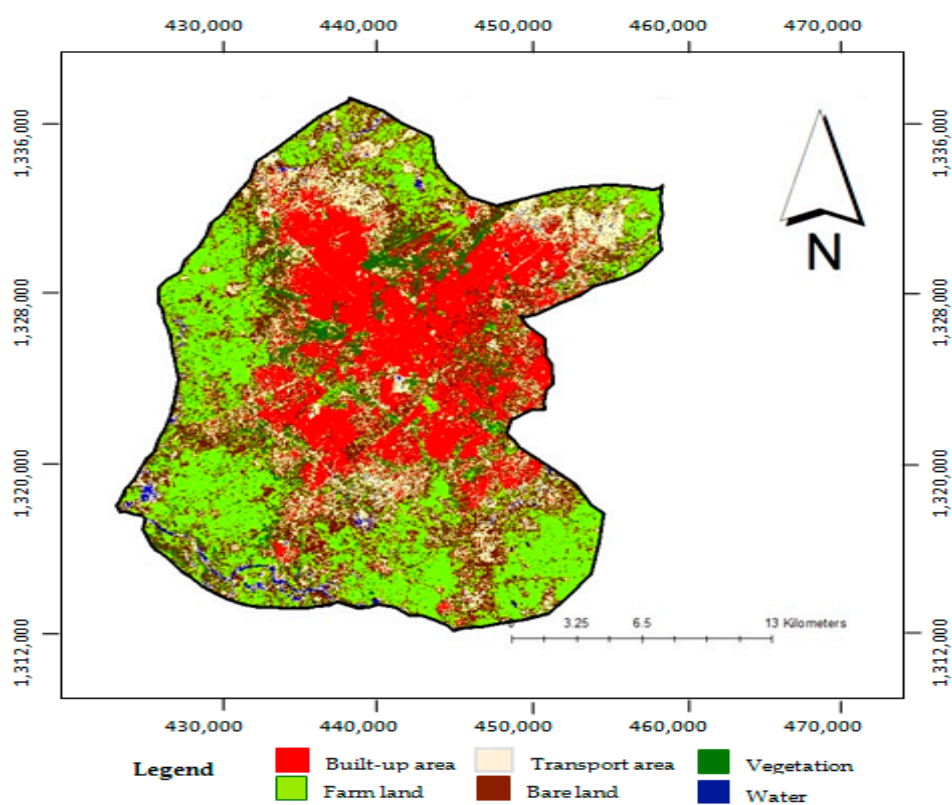 430,000 440,000 450,000 460,000 470,000
1,336,000 1,336,000
N
1,328,000 1,328,000
1,320,000 1,320,000
0 3.25 6.5 13 Kilometers
1,312,000 1,312,000
430,000 440,000 450,000 460,000 470,000
Legend
Built-up area Transport area Vegetation
Farm land Bare land Water